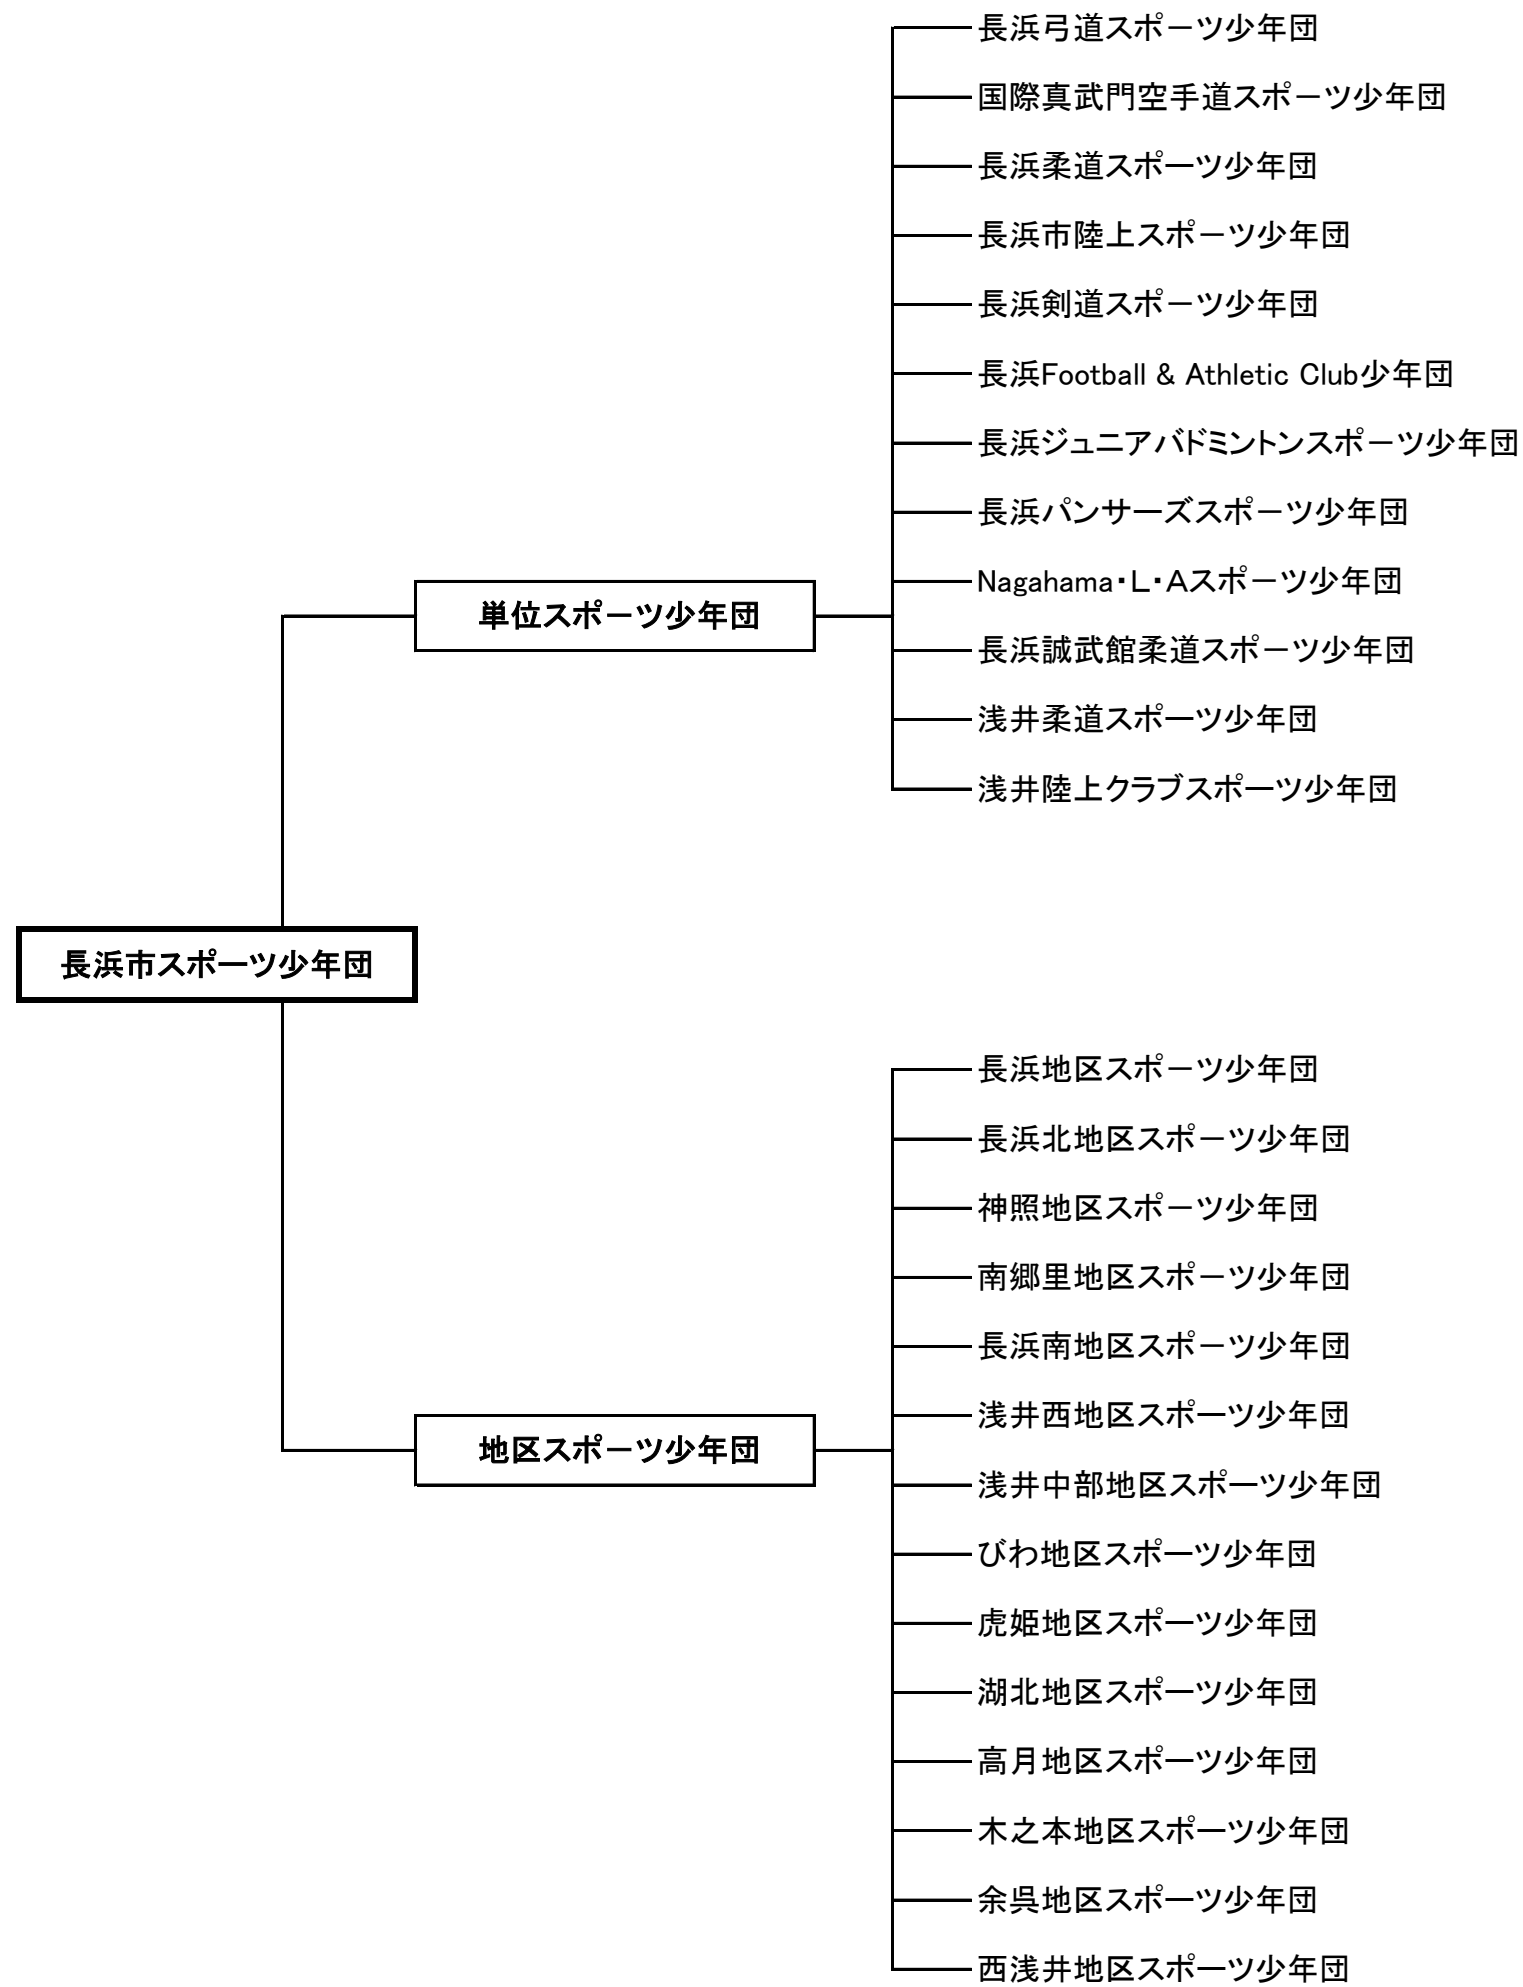 長浜市スポーツ少年団
単位スポーツ少年団
長浜弓道スポーツ少年団
国際真武門空手道スポーツ少年団
長浜柔道スポーツ少年団
長浜市陸上スポーツ少年団
長浜剣道スポーツ少年団
長浜Football & Athletic Club少年団
長浜ジュニアバドミントンスポーツ少年団
長浜パンサーズスポーツ少年団
Nagahama・L・Aスポーツ少年団
長浜誠武館柔道スポーツ少年団
浅井柔道スポーツ少年団
浅井陸上クラブスポーツ少年団
地区スポーツ少年団
長浜地区スポーツ少年団
長浜北地区スポーツ少年団
神照地区スポーツ少年団
南郷里地区スポーツ少年団
長浜南地区スポーツ少年団
浅井西地区スポーツ少年団
浅井中部地区スポーツ少年団
びわ地区スポーツ少年団
虎姫地区スポーツ少年団
湖北地区スポーツ少年団
高月地区スポーツ少年団
木之本地区スポーツ少年団
余呉地区スポーツ少年団
西浅井地区スポーツ少年団